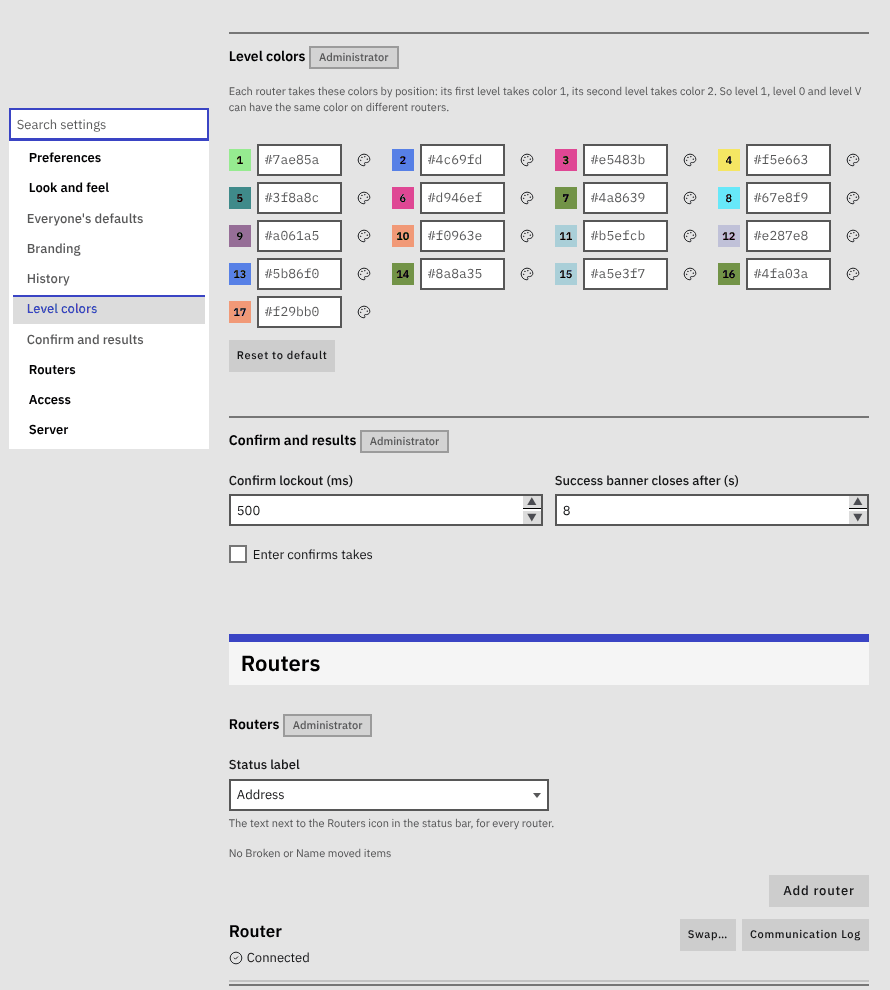 Level colors Administrator
Each router takes these colors by position: its first level takes color 1, its second level takes color 2. So level 1, level 0 and level V
can have the same color on different routers.
Search settings
Preferences
Look and feel
Everyone's defaults
Branding
History
Level colors
Confirm and results
Routers
Access
Server
1 #7ae85a 2 #4c69fd 3 #e5483b 4 #f5e663
5 #3f8a8c 6 #d946ef 7 #4a8639 8 #67e8f9
9 #a061a5 10 #f0963e 11 #b5efcb 12 #e287e8
13 #5b86f0 14 #8a8a35 15 #a5e3f7 16 #4fa03a
17 #f29bb0
Reset to default
Confirm and results Administrator
Confirm lockout (ms) Success banner closes after (s)
500 8
Enter confirms takes
Routers
Routers Administrator
Status label
Address
The text next to the Routers icon in the status bar, for every router.
No Broken or Name moved items
Add router
Router Swap... Communication Log
Connected